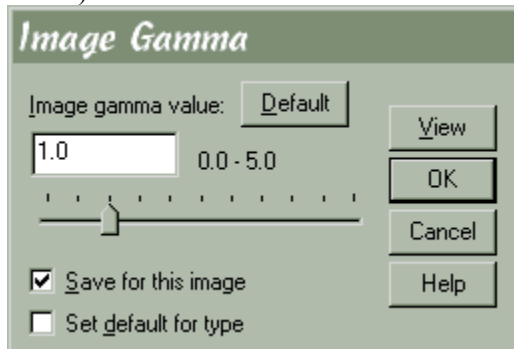 Image Gamma
Image gamma value: Default
1.0 0.0 - 5.0
View
OK
Cancel
Save for this image
Help
Set default for type